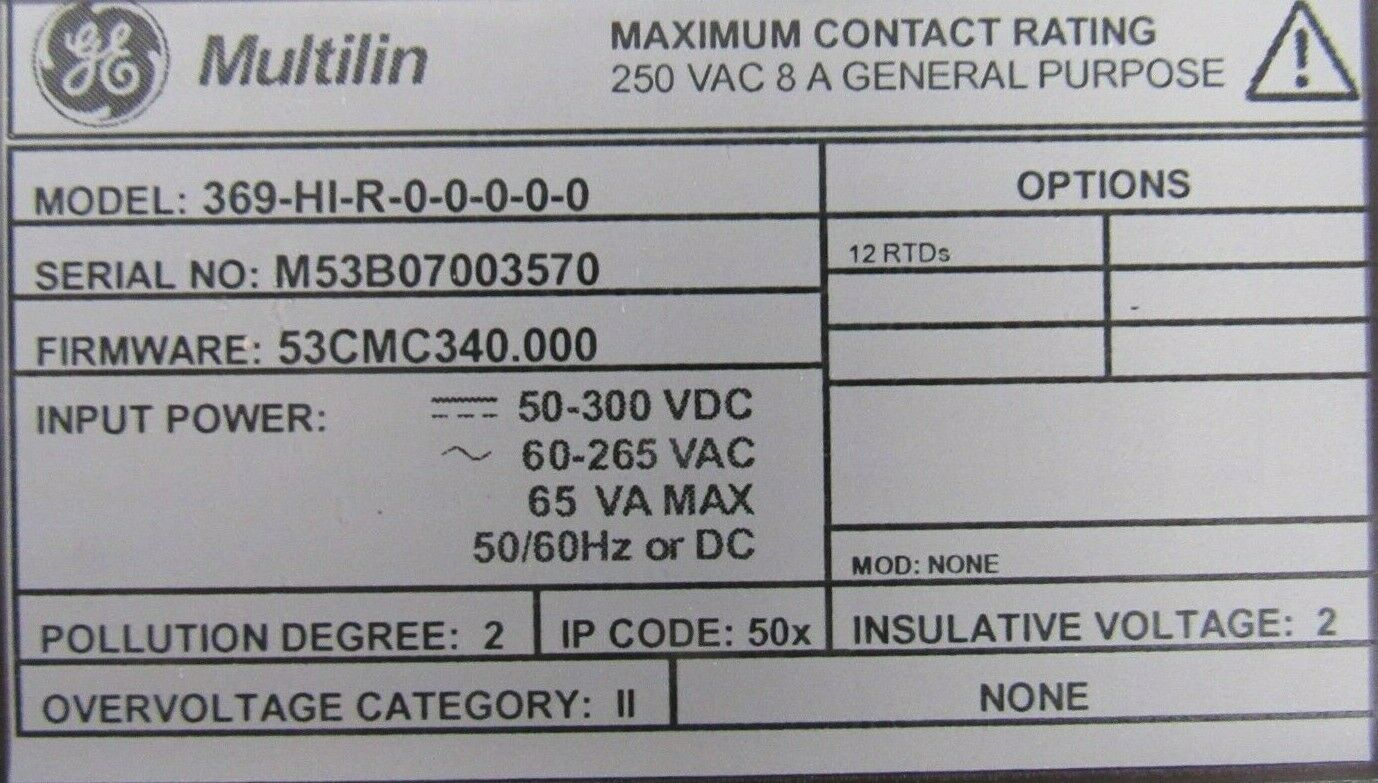 GE Multilin
MAXIMUM CONTACT RATING
250 VAC 8 A GENERAL PURPOSE
MODEL: 369-HI-R-0-0-0-0-0
SERIAL NO: M53B07003570
FIRMWARE: 53CMC340.000
INPUT POWER: 50-300 VDC
60-265 VAC
65 VA MAX
50/60Hz or DC
OPTIONS
12 RTDs
-
MOD: NONE
POLLUTION DEGREE: 2
IP CODE: 50x
INSULATIVE VOLTAGE: 2
OVERVOLTAGE CATEGORY: II
NONE